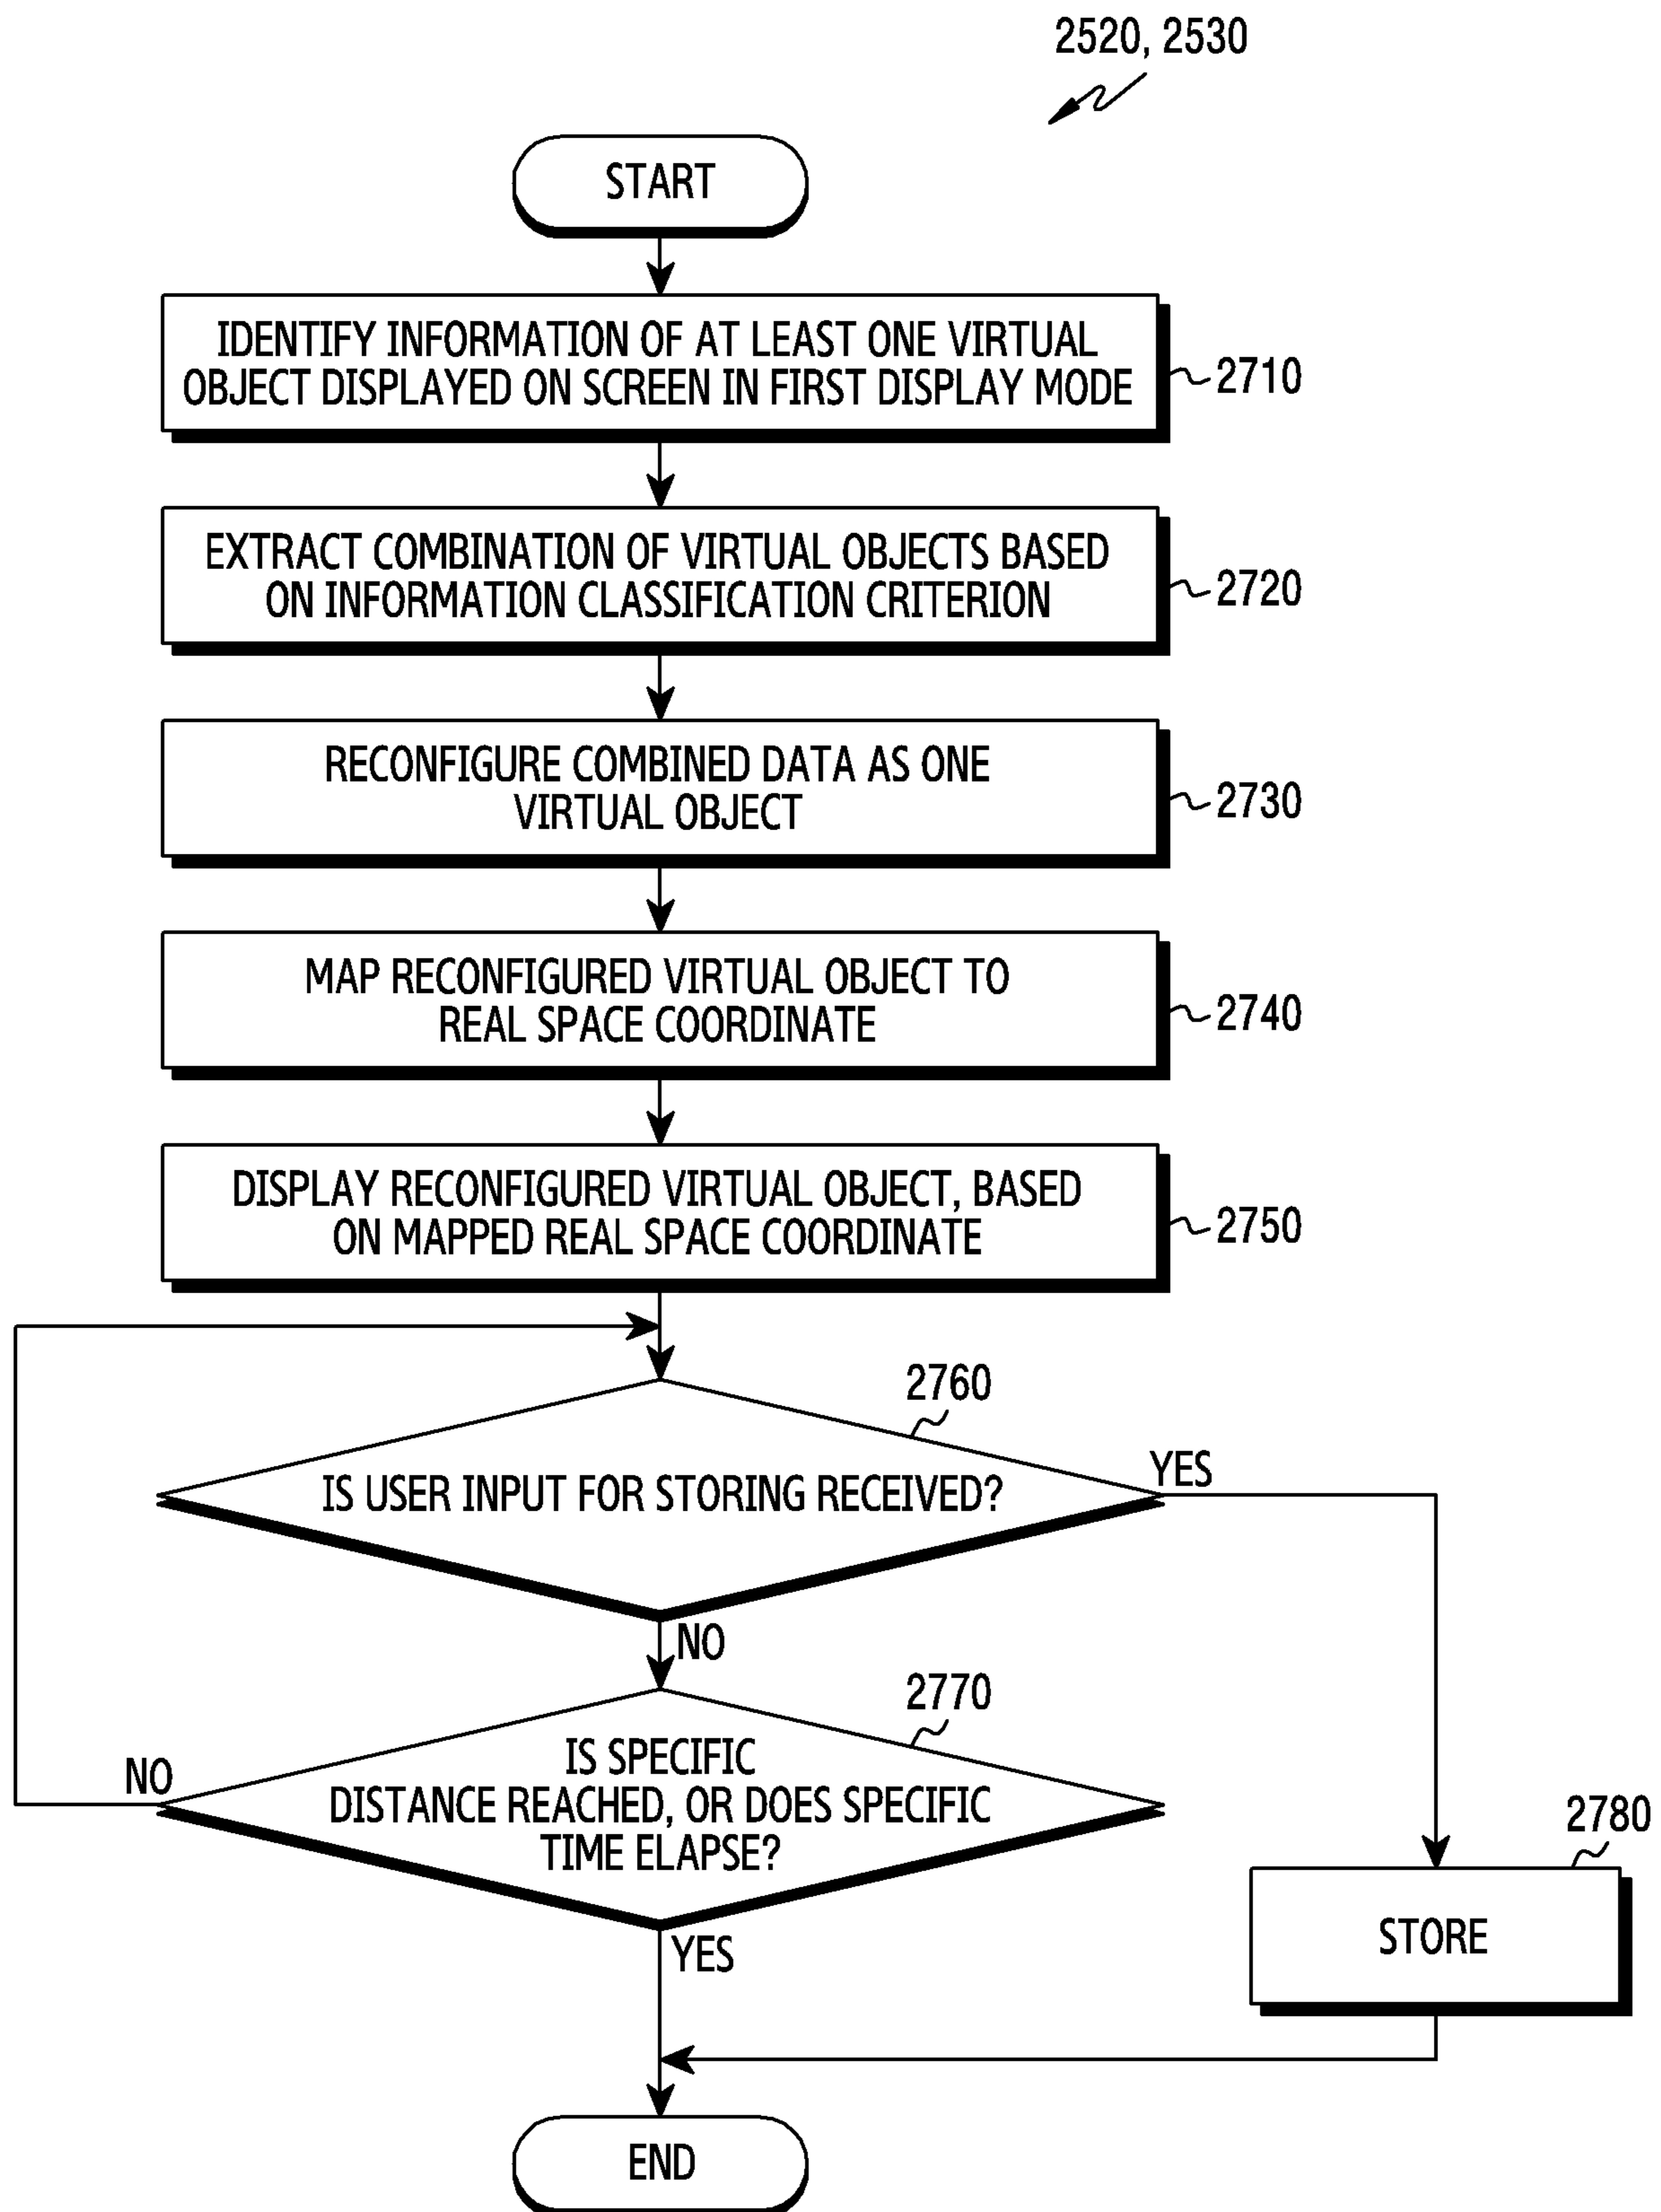 2520, 2530
START
IDENTIFY INFORMATION OF AT LEAST ONE VIRTUAL
OBJECT DISPLAYED ON SCREEN IN FIRST DISPLAY MODE
2710
EXTRACT COMBINATION OF VIRTUAL OBJECTS BASED
ON INFORMATION CLASSIFICATION CRITERION
2720
RECONFIGURE COMBINED DATA AS ONE
VIRTUAL OBJECT
2730
MAP RECONFIGURED VIRTUAL OBJECT TO
REAL SPACE COORDINATE
2740
DISPLAY RECONFIGURED VIRTUAL OBJECT, BASED
ON MAPPED REAL SPACE COORDINATE
2750
2760
IS USER INPUT FOR STORING RECEIVED?
YES
NO
2770
IS SPECIFIC
DISTANCE REACHED, OR DOES SPECIFIC
TIME ELAPSE?
NO
YES
2780
STORE
END